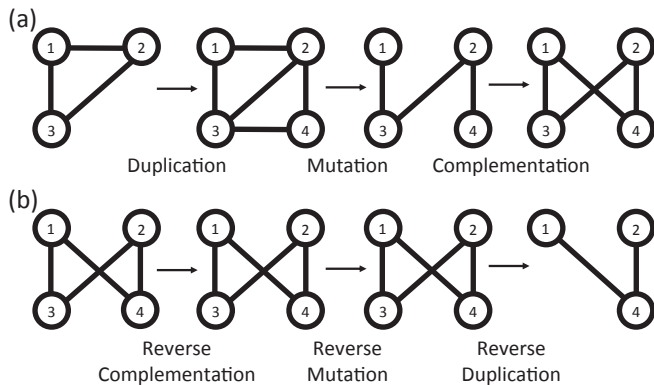 (a)
1 2 1 2 1 2 1 2
3 3 4 3 4 3 4
Duplication Mutation Complementation
(b)
1 2 1 2 1 2 1 2
3 4 3 4 3 4 4
Reverse Reverse Reverse
Complementation Mutation Duplication